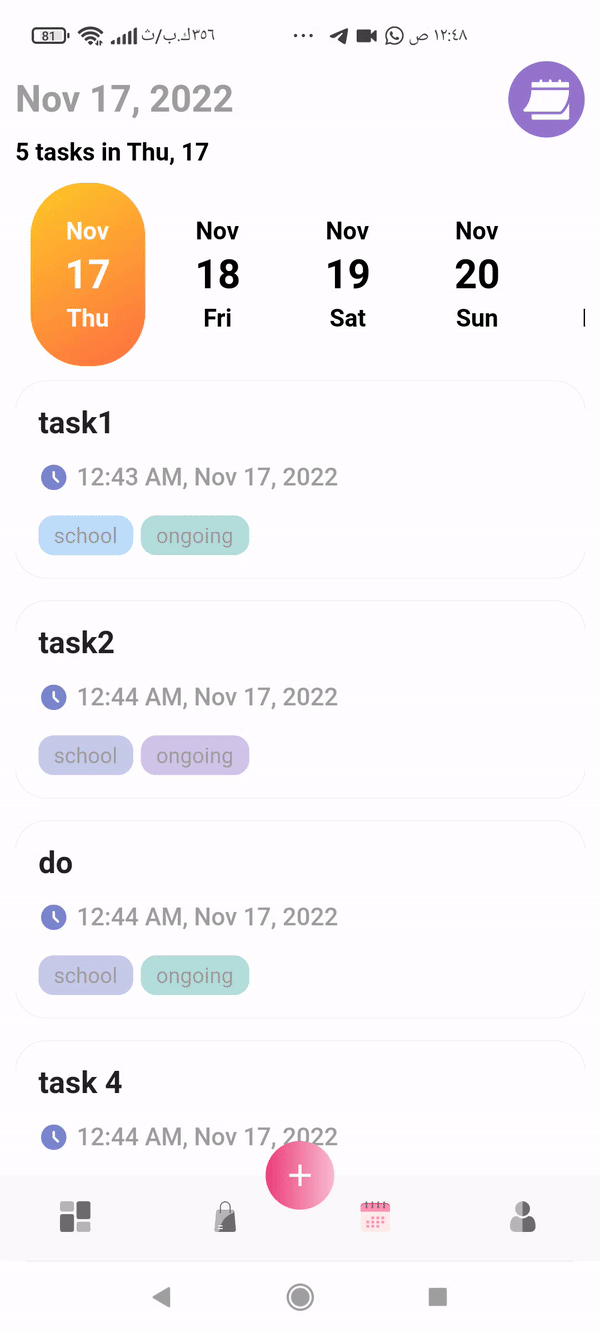 81 ٣٥٦ك.ب/ث ... ١٢:٤٨ ص
Nov 17, 2022
5 tasks in Thu, 17
Nov Nov Nov Nov
17 18 19 20
Thu Fri Sat Sun
task1
12:43 AM, Nov 17, 2022
school ongoing
task2
12:44 AM, Nov 17, 2022
school ongoing
do
12:44 AM, Nov 17, 2022
school ongoing
task 4
12:44 AM, Nov 17, 2022